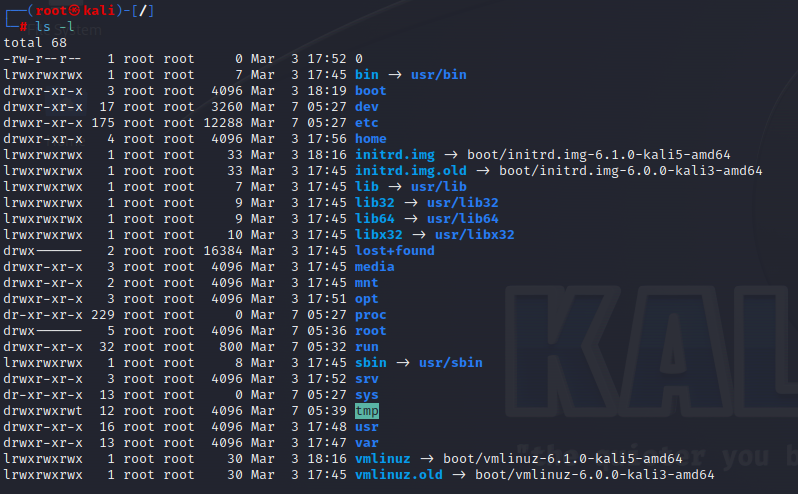 ┌──(root㉿kali)-[/]
└─# ls -l
total 68
-rw-r--r-- 1 root root 0 Mar 3 17:52 0
lrwxrwxrwx 1 root root 7 Mar 3 17:45 bin -> usr/bin
drwxr-xr-x 3 root root 4096 Mar 3 18:19 boot
drwxr-xr-x 17 root root 3260 Mar 7 05:27 dev
drwxr-xr-x 175 root root 12288 Mar 7 05:27 etc
drwxr-xr-x 4 root root 4096 Mar 3 17:56 home
lrwxrwxrwx 1 root root 33 Mar 3 18:16 initrd.img -> boot/initrd.img-6.1.0-kali5-amd64
lrwxrwxrwx 1 root root 33 Mar 3 17:45 initrd.img.old -> boot/initrd.img-6.0.0-kali3-amd64
lrwxrwxrwx 1 root root 7 Mar 3 17:45 lib -> usr/lib
lrwxrwxrwx 1 root root 9 Mar 3 17:45 lib32 -> usr/lib32
lrwxrwxrwx 1 root root 9 Mar 3 17:45 lib64 -> usr/lib64
lrwxrwxrwx 1 root root 10 Mar 3 17:45 libx32 -> usr/libx32
drwx------ 2 root root 16384 Mar 3 17:45 lost+found
drwxr-xr-x 3 root root 4096 Mar 3 17:45 media
drwxr-xr-x 2 root root 4096 Mar 3 17:45 mnt
drwxr-xr-x 3 root root 4096 Mar 3 17:51 opt
dr-xr-xr-x 229 root root 0 Mar 7 05:27 proc
drwx------ 5 root root 4096 Mar 7 05:36 root
drwxr-xr-x 32 root root 800 Mar 7 05:32 run
lrwxrwxrwx 1 root root 8 Mar 3 17:45 sbin -> usr/sbin
drwxr-xr-x 3 root root 4096 Mar 3 17:52 srv
dr-xr-xr-x 13 root root 0 Mar 7 05:27 sys
drwxrwxrwt 12 root root 4096 Mar 7 05:39 tmp
drwxr-xr-x 16 root root 4096 Mar 3 17:48 usr
drwxr-xr-x 13 root root 4096 Mar 3 17:47 var
lrwxrwxrwx 1 root root 30 Mar 3 18:16 vmlinuz -> boot/vmlinuz-6.1.0-kali5-amd64
lrwxrwxrwx 1 root root 30 Mar 3 17:45 vmlinuz.old -> boot/vmlinuz-6.0.0-kali3-amd64
KAL
"the quieter you b